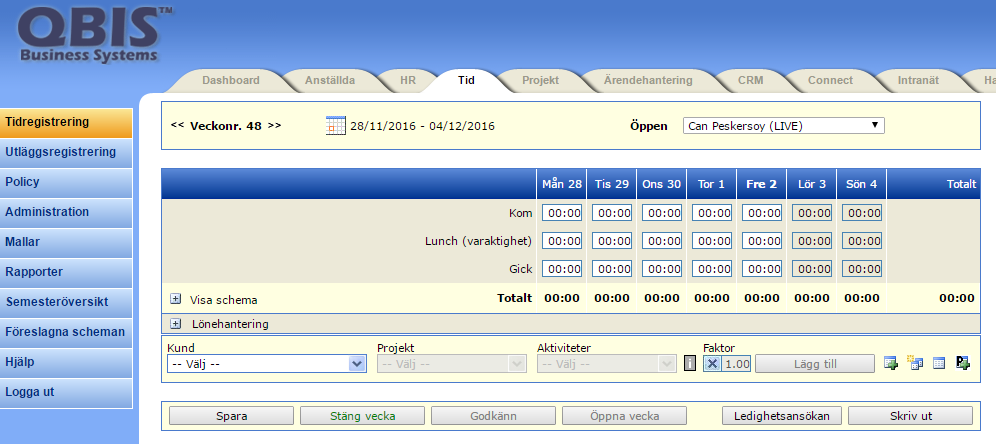 QBIS™
Business Systems
Dashboard Anställda HR Tid Projekt Ärendehantering CRM Connect Intranät Ha
Tidregistrering
Utläggsregistrering
Policy
Administration
Mallar
Rapporter
Semesteröversikt
Föreslagna scheman
Hjälp
Logga ut
<< Veckonr. 48 >> 28/11/2016 - 04/12/2016 Öppen Can Peskersoy (LIVE)
Mån 28 Tis 29 Ons 30 Tor 1 Fre 2 Lör 3 Sön 4 Totalt
Kom 00:00 00:00 00:00 00:00 00:00 00:00 00:00
Lunch (varaktighet) 00:00 00:00 00:00 00:00 00:00 00:00 00:00
Gick 00:00 00:00 00:00 00:00 00:00 00:00 00:00
Visa schema Totalt 00:00 00:00 00:00 00:00 00:00 00:00 00:00 00:00
Lönehantering
Kund Projekt Aktiviteter Faktor
-- Välj -- -- Välj -- -- Välj -- i X 1.00 Lägg till P
Spara Stäng vecka Godkänn Öppna vecka Ledighetsansökan Skriv ut